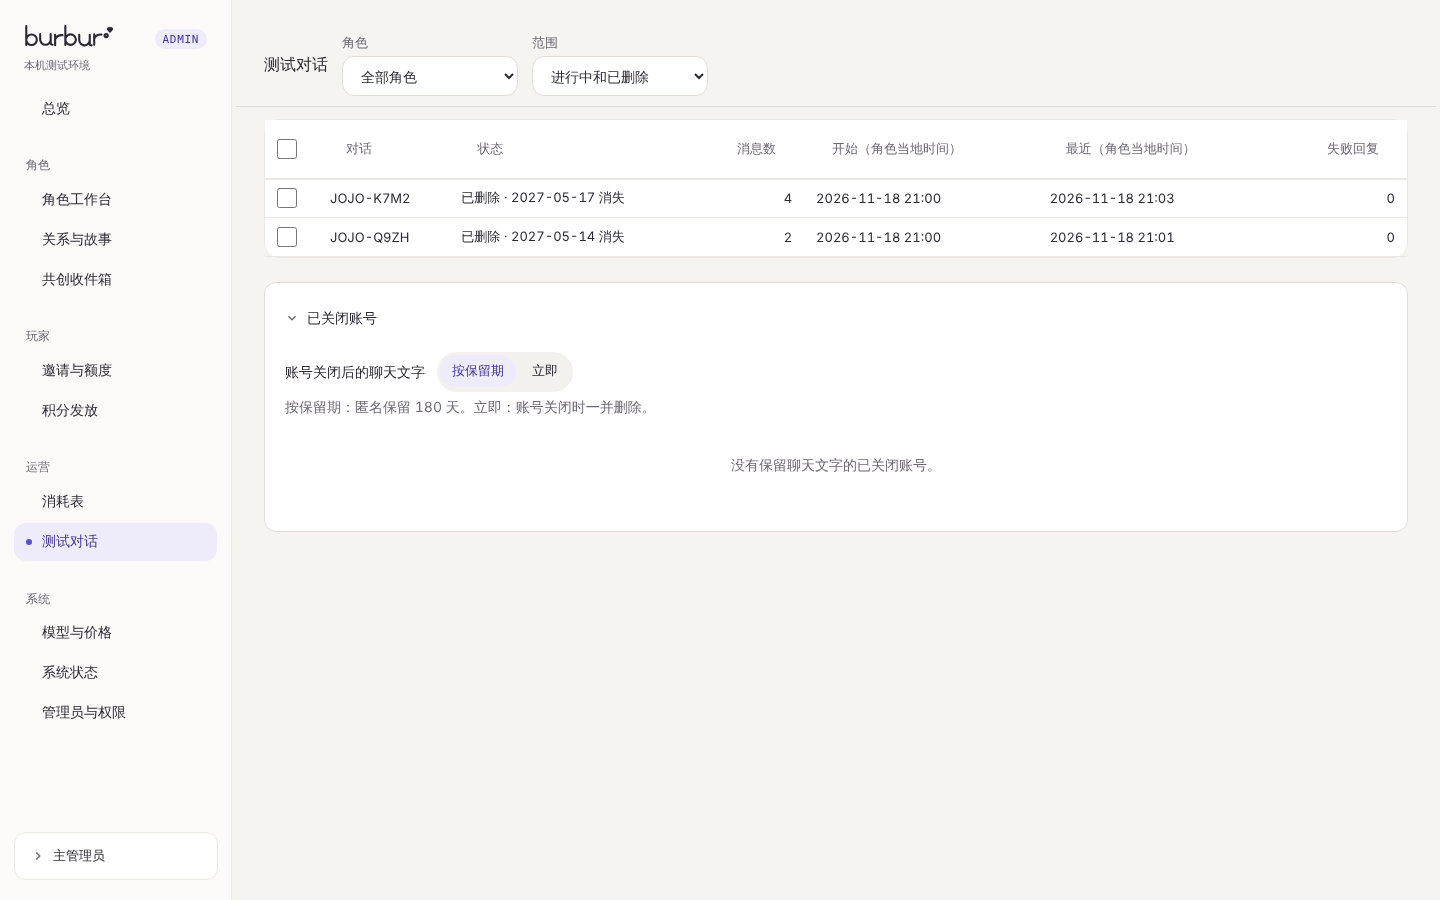 burbur
ADMIN
本机测试环境
总览
角色
角色工作台
关系与故事
共创收件箱
玩家
邀请与额度
积分发放
运营
消耗表
测试对话
系统
模型与价格
系统状态
管理员与权限
主管理员
测试对话
角色
全部角色
范围
进行中和已删除
对话 状态 消息数 开始（角色当地时间） 最近（角色当地时间） 失败回复
JOJO-K7M2 已删除 · 2027-05-17 消失 4 2026-11-18 21:00 2026-11-18 21:03 0
JOJO-Q9ZH 已删除 · 2027-05-14 消失 2 2026-11-18 21:00 2026-11-18 21:01 0
已关闭账号
账号关闭后的聊天文字 按保留期 立即
按保留期：匿名保留 180 天。立即：账号关闭时一并删除。
没有保留聊天文字的已关闭账号。